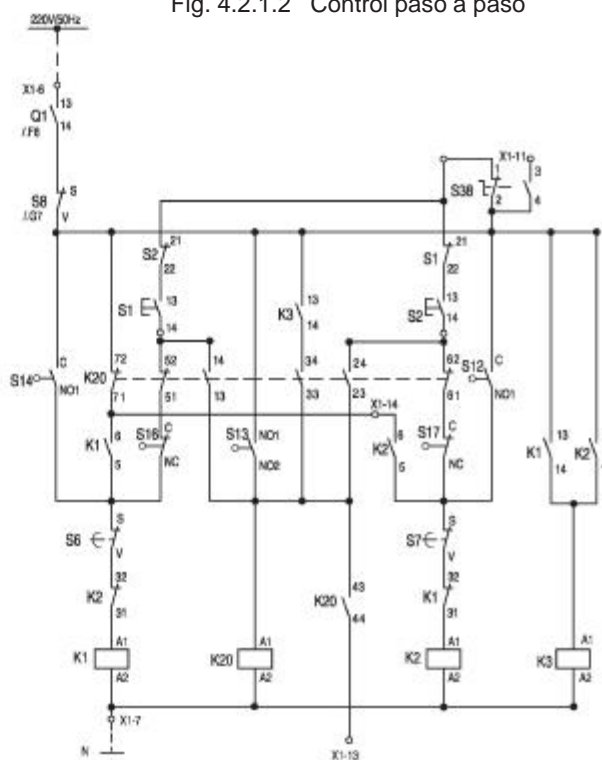 Fig. 4.2.1.2 Control paso a paso
220V/50Hz
X1-6
13
Q1
14
/.F6
X1-11
1
3
S38
2
4
S8
S
/.G7
V
S2
21
22
S1
21
22
S1
13
14
K3
13
14
S2
13
14
S14
C
NO1
K20
72
71
52
51
14
13
34
33
24
23
62
61
S12
C
NO1
X1-14
K1
6
5
S16
C
NC
S13
NO1
NO2
K2
6
5
S17
C
NC
K1
13
14
K2
S6
S
V
S7
S
V
K2
32
31
K20
43
44
K1
32
31
K1
A1
A2
K20
A1
A2
K2
A1
A2
K3
A1
A2
X1-7
N
X1-13